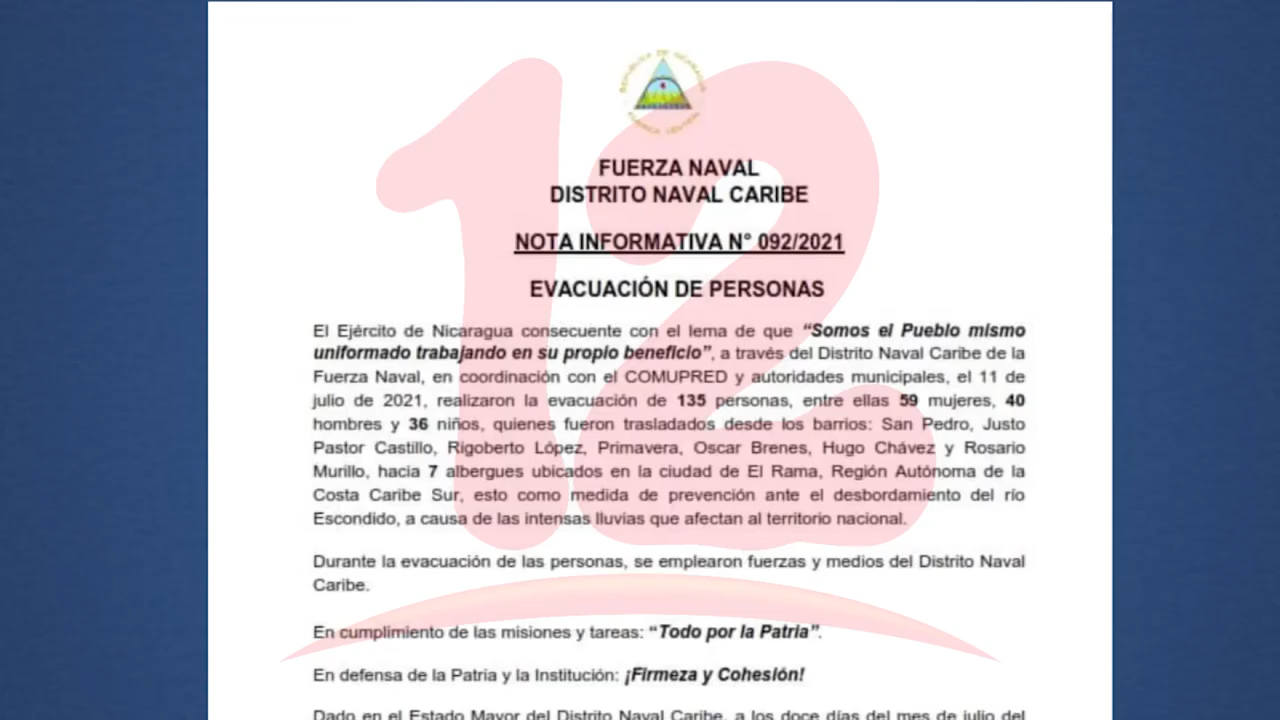 REPÚBLICA DE NICARAGUA
AMÉRICA CENTRAL
12
FUERZA NAVAL
DISTRITO NAVAL CARIBE
NOTA INFORMATIVA N° 092/2021
EVACUACIÓN DE PERSONAS
El Ejército de Nicaragua consecuente con el lema de que “Somos el Pueblo mismo
uniformado trabajando en su propio beneficio”, a través del Distrito Naval Caribe de la
Fuerza Naval, en coordinación con el COMUPRED y autoridades municipales, el 11 de
julio de 2021, realizaron la evacuación de 135 personas, entre ellas 59 mujeres, 40
hombres y 36 niños, quienes fueron trasladados desde los barrios: San Pedro, Justo
Pastor Castillo, Rigoberto López, Primavera, Oscar Brenes, Hugo Chávez y Rosario
Murillo, hacia 7 albergues ubicados en la ciudad de El Rama, Región Autónoma de la
Costa Caribe Sur, esto como medida de prevención ante el desbordamiento del río
Escondido, a causa de las intensas lluvias que afectan al territorio nacional.
Durante la evacuación de las personas, se emplearon fuerzas y medios del Distrito Naval
Caribe.
En cumplimiento de las misiones y tareas: “Todo por la Patria”.
En defensa de la Patria y la Institución: ¡Firmeza y Cohesión!
Dado en el Estado Mayor del Distrito Naval Caribe, a los doce días del mes de julio del